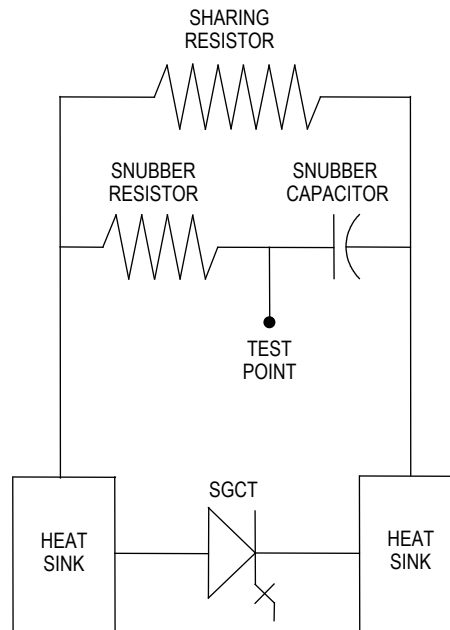 SHARING
RESISTOR
SNUBBER
RESISTOR
SNUBBER
CAPACITOR
TEST
POINT
SGCT
HEAT
SINK
HEAT
SINK